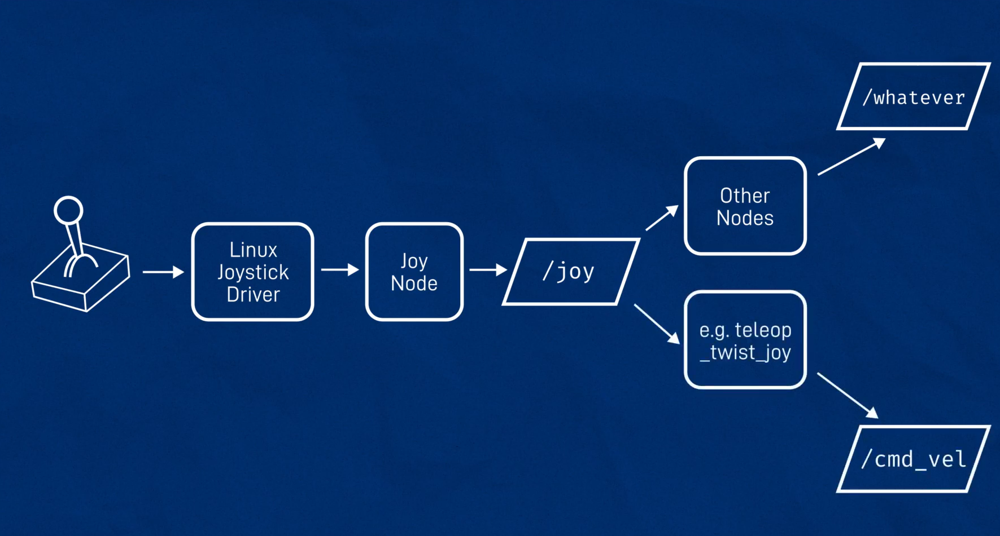 Linux
Joystick
Driver
Joy
Node
/joy
Other
Nodes
/whatever
e.g. teleop
_twist_joy
/cmd_vel